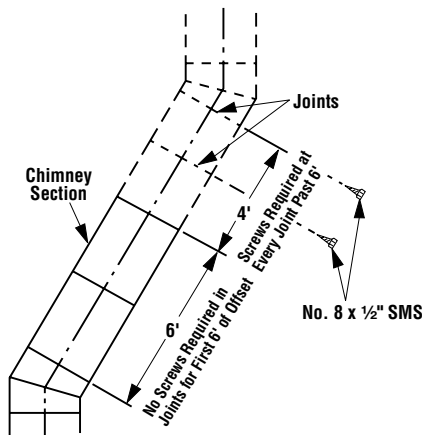 Joints
Chimney
Section
4'
Screws Required at
Every Joint Past 6'
6'
No Screws Required in
Joints for First 6' of Offset
No. 8 x ½" SMS